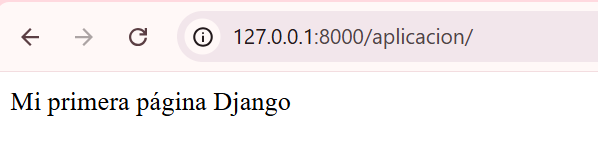 127.0.0.1:8000/aplicacion/
Mi primera página Django